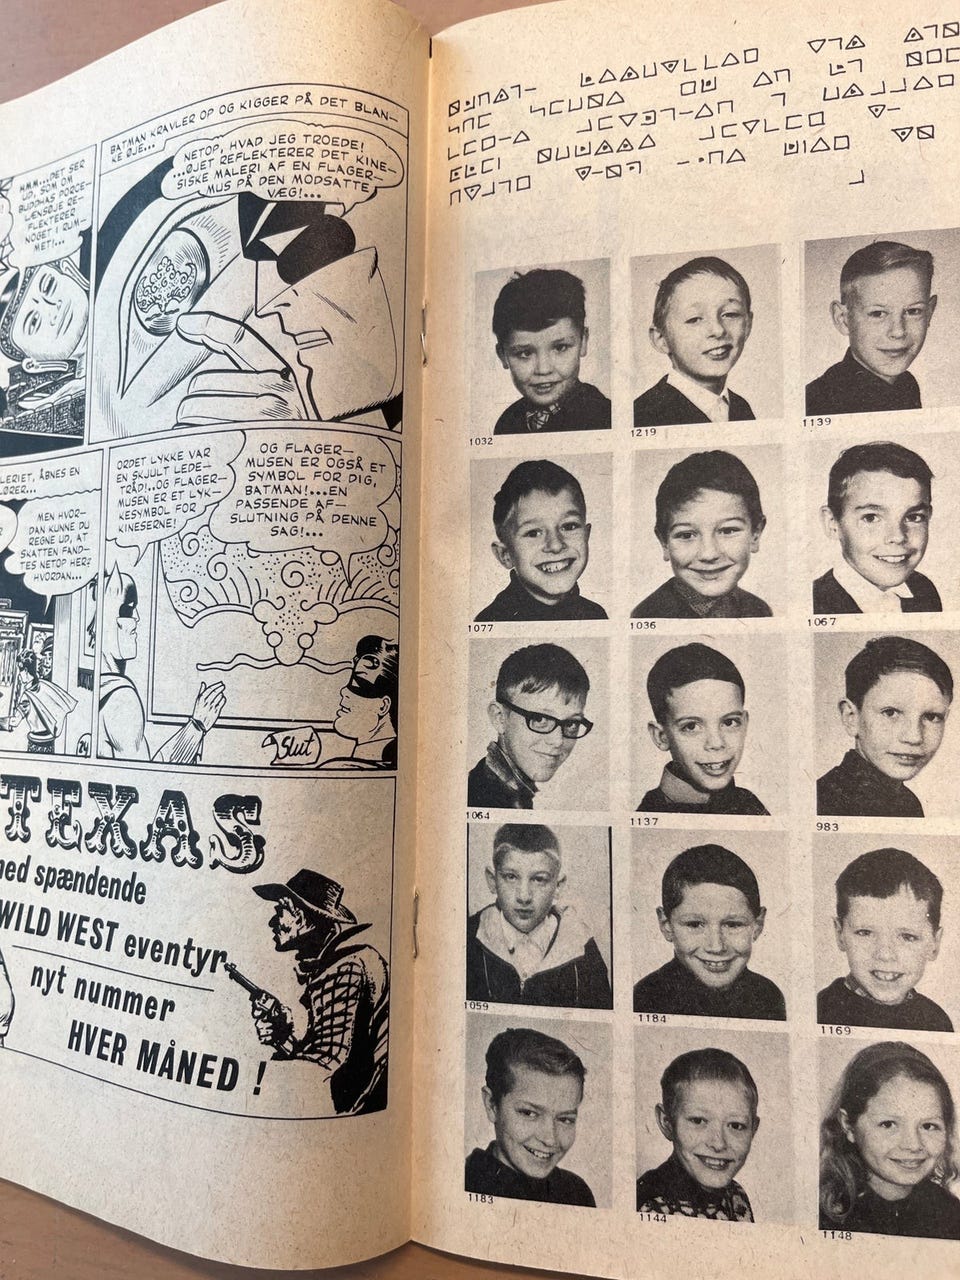 BATMAN KRAVLER OP OG KIGGER PÅ DET BLAN-
KE ØJE...
NETOP, HVAD JEG TROEDE!
...ØJET REFLEKTERER DET KINE-
SISKE MALERI AF EN FLAGER-
MUS PÅ DEN MODSATTE
VÆG!...
HMM...DET SER
UD, SOM OM
BUDDHAS PORCE-
LÆNSØJE RE-
FLEKTERER
NOGET I RUM-
MET!...
LERIET, ÅBNES EN
MEN HVOR-
DAN KUNNE DU
REGNE UD, AT
SKATTEN FAND-
TES NETOP HER?
HVORDAN...
ORDET LYKKE VAR
EN SKJULT LEDE-
TRÅD!..OG FLAGER-
MUSEN ER ET LYK-
KESYMBOL FOR
KINESERNE!
OG FLAGER-
MUSEN ER OGSÅ ET
SYMBOL FOR DIG,
BATMAN!...EN
PASSENDE AF-
SLUTNING PÅ DENNE
SAG!...
Slut
24
TEXAS
med spændende
WILD WEST eventyr
nyt nummer
HVER MÅNED !
1032 1219 1139
1077 1036 1067
1064 1137 983
1059 1184 1169
1183 1144 1148